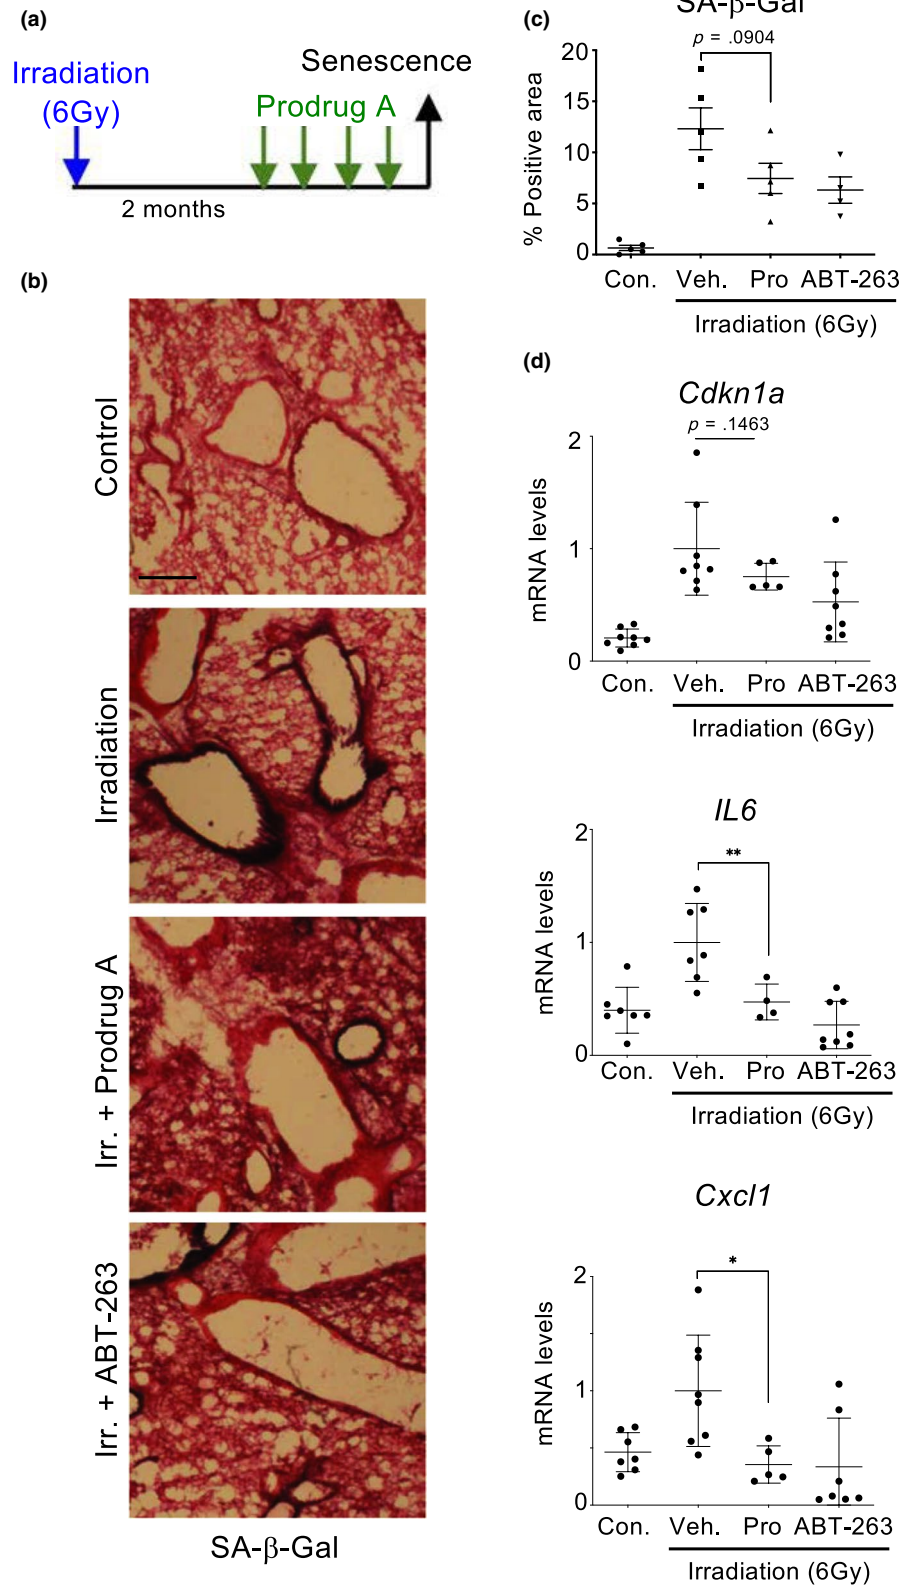 (a)
Irradiation
(6Gy)
Prodrug A
Senescence
2 months
(b)
Control
Irradiation
Irr. + Prodrug A
Irr. + ABT-263
SA-β-Gal
(c)
SA-β-Gal
p = .0904
% Positive area
20
15
10
5
0
Con. Veh. Pro ABT-263
Irradiation (6Gy)
(d)
Cdkn1a
p = .1463
mRNA levels
2
1
0
Con. Veh. Pro ABT-263
Irradiation (6Gy)
IL6
**
mRNA levels
2
1
0
Con. Veh. Pro ABT-263
Irradiation (6Gy)
Cxcl1
*
mRNA levels
2
1
0
Con. Veh. Pro ABT-263
Irradiation (6Gy)